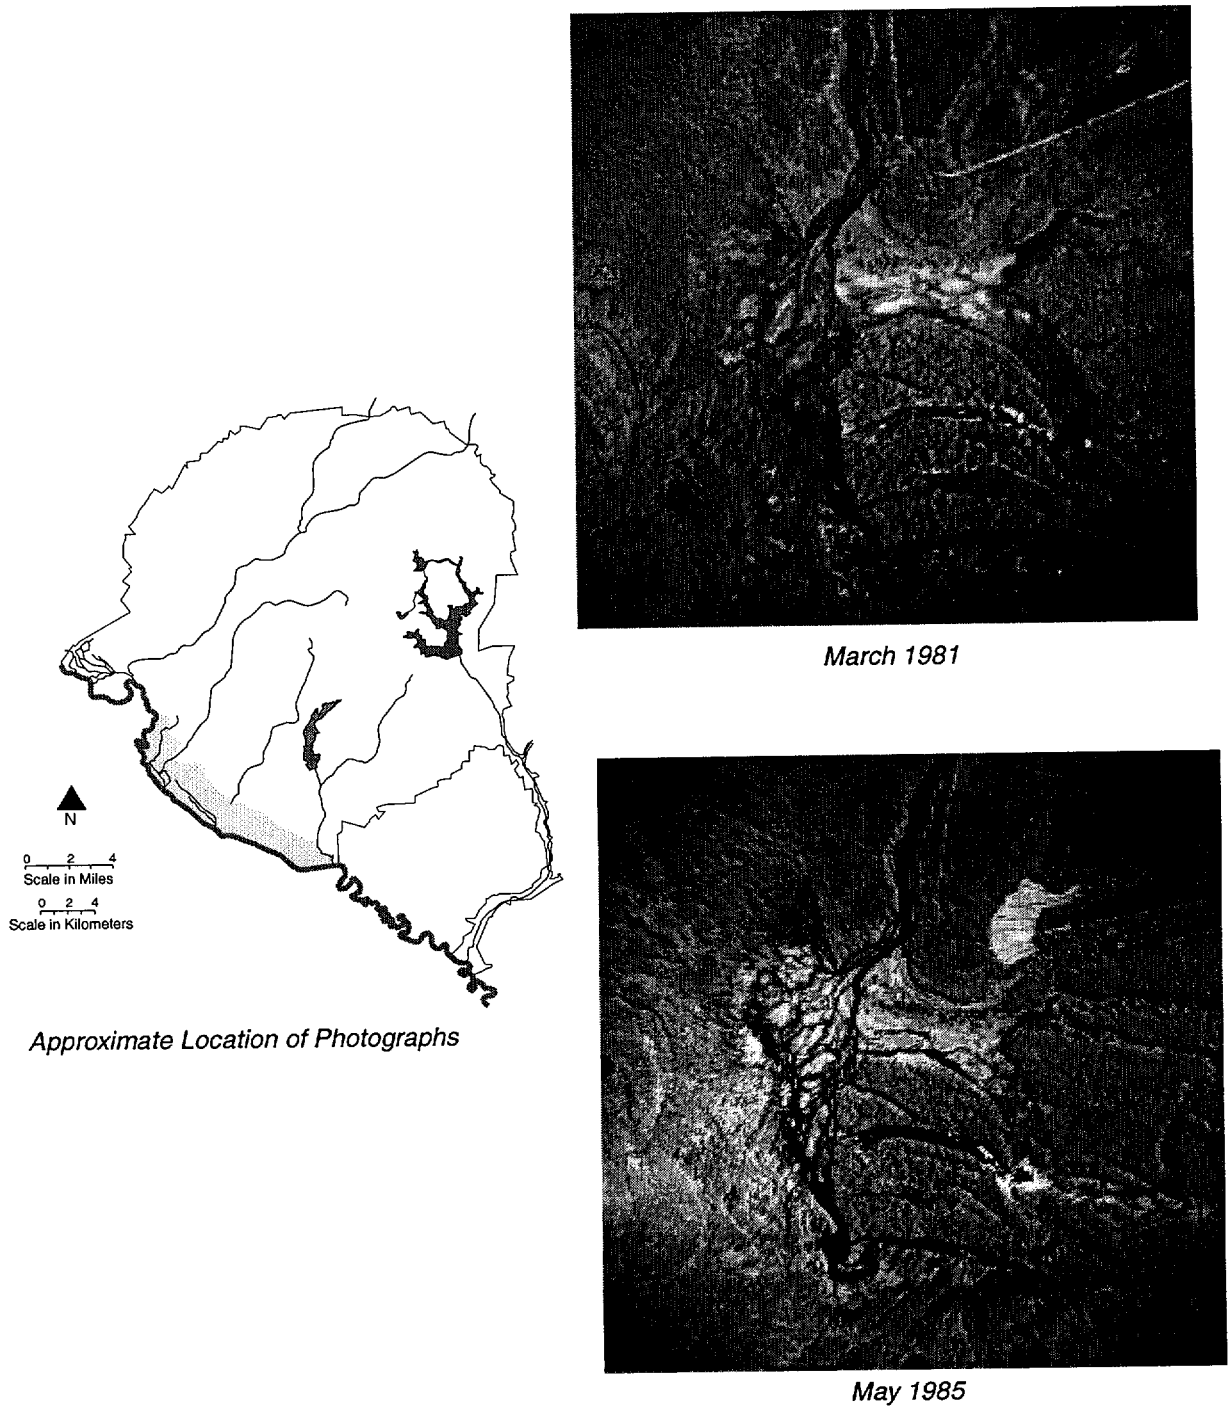 March 1981
N
0 2 4
Scale in Miles
0 2 4
Scale in Kilometers
Approximate Location of Photographs
May 1985